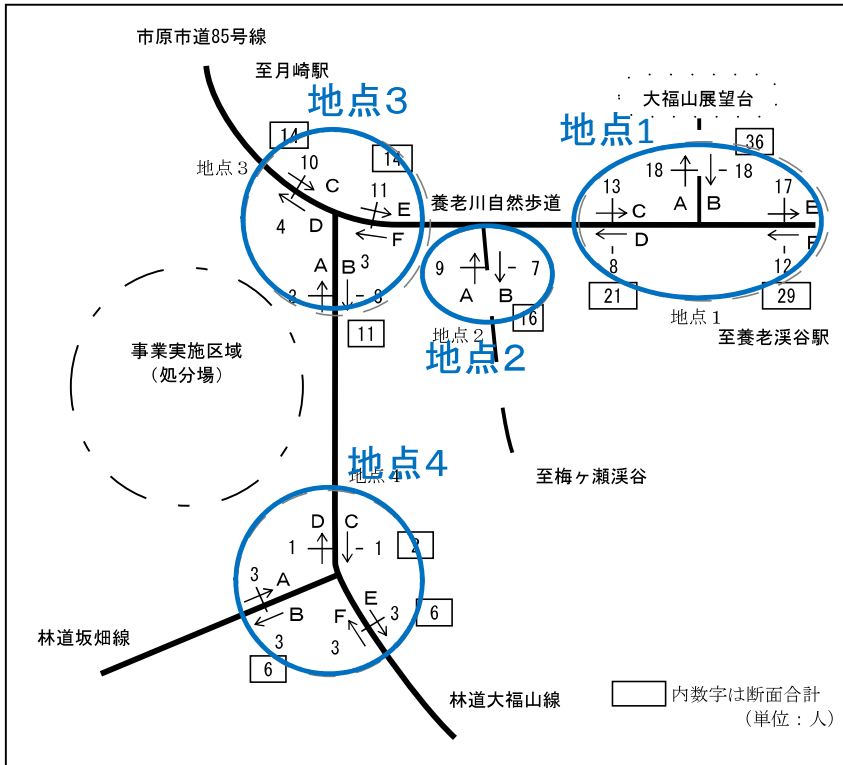 市原市道85号線
至月崎駅
地点3
14
14
地点３
10
C
D
4
11
E
F
A
B
3
8
11
養老川自然歩道
大福山展望台
地点1
36
18
18
A
B
13
C
D
8
21
17
E
F
12
29
地点１
至養老渓谷駅
9
7
A
B
16
地点２
地点2
至梅ヶ瀬渓谷
事業実施区域
（処分場）
地点4
D
C
1
1
2
3
A
B
3
6
E
F
3
3
6
林道坂畑線
林道大福山線
内数字は断面合計
（単位：人）